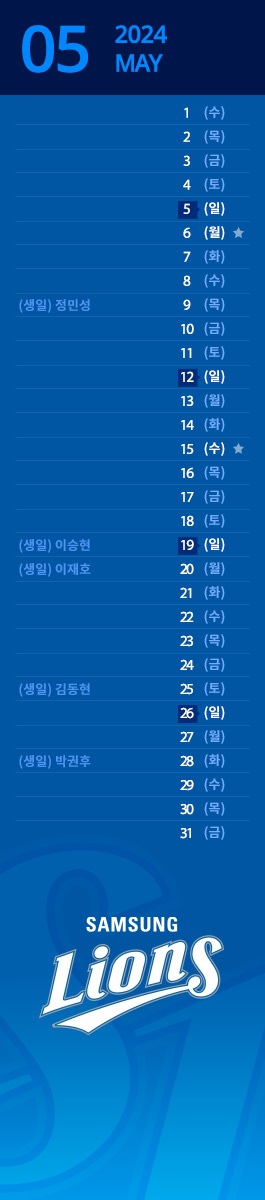 05 2024
MAY
1 (수)
2 (목)
3 (금)
4 (토)
5 (일)
6 (월) ★
7 (화)
8 (수)
(생일) 정민성 9 (목)
10 (금)
11 (토)
12 (일)
13 (월)
14 (화)
15 (수) ★
16 (목)
17 (금)
18 (토)
(생일) 이승현 19 (일)
(생일) 이재호 20 (월)
21 (화)
22 (수)
23 (목)
24 (금)
(생일) 김동현 25 (토)
26 (일)
27 (월)
(생일) 박권후 28 (화)
29 (수)
30 (목)
31 (금)
SAMSUNG
Lions